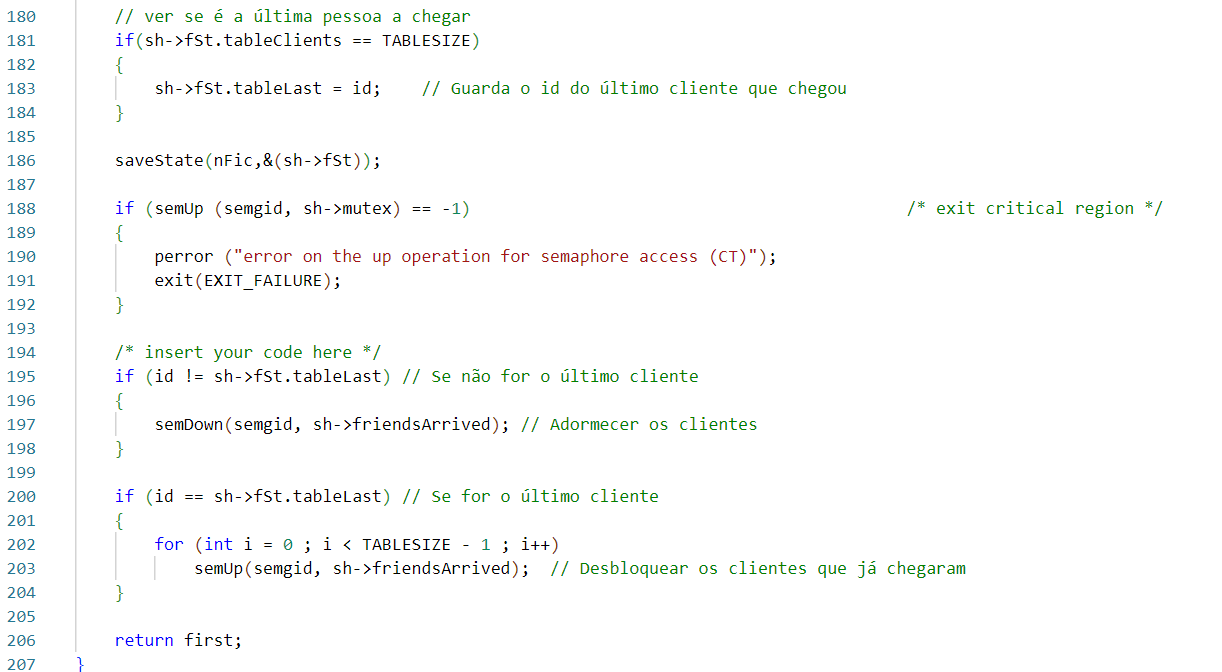 180 // ver se é a última pessoa a chegar
181 if(sh->fSt.tableClients == TABLESIZE)
182 {
183 sh->fSt.tableLast = id; // Guarda o id do último cliente que chegou
184 }
185
186 saveState(nFic,&(sh->fSt));
187
188 if (semUp (semgid, sh->mutex) == -1) /* exit critical region */
189 {
190 perror ("error on the up operation for semaphore access (CT)");
191 exit(EXIT_FAILURE);
192 }
193
194 /* insert your code here */
195 if (id != sh->fSt.tableLast) // Se não for o último cliente
196 {
197 semDown(semgid, sh->friendsArrived); // Adormecer os clientes
198 }
199
200 if (id == sh->fSt.tableLast) // Se for o último cliente
201 {
202 for (int i = 0 ; i < TABLESIZE - 1 ; i++)
203 semUp(semgid, sh->friendsArrived); // Desbloquear os clientes que já chegaram
204 }
205
206 return first;
207 }